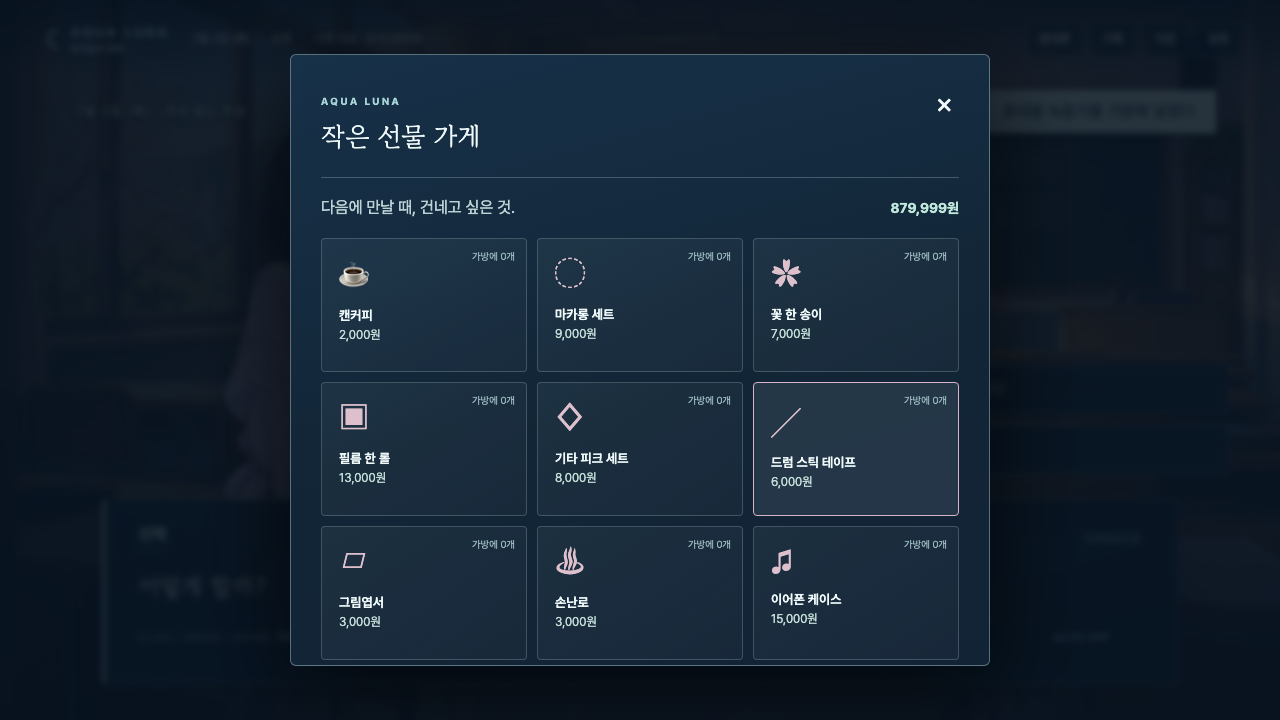 AQUA LUNA
작은 선물 가게
다음에 만날 때, 건네고 싶은 것.
879,999원
가방에 0개
캔커피
2,000원
가방에 0개
마카롱 세트
9,000원
가방에 0개
꽃 한 송이
7,000원
가방에 0개
필름 한 롤
13,000원
가방에 0개
기타 피크 세트
8,000원
가방에 0개
드럼 스틱 테이프
6,000원
가방에 0개
그림엽서
3,000원
가방에 0개
손난로
3,000원
가방에 0개
이어폰 케이스
15,000원